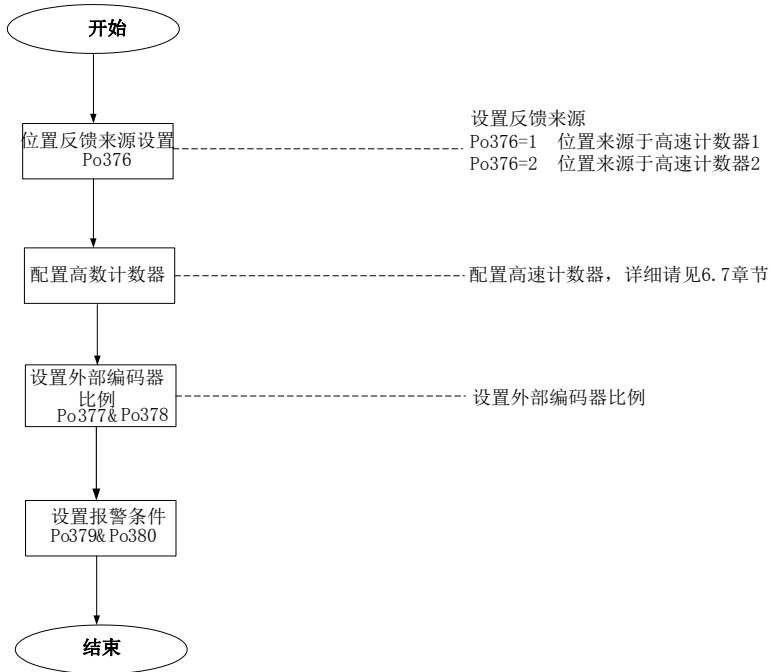 开始
位置反馈来源设置
Po376
设置反馈来源
Po376=1 位置来源于高速计数器1
Po376=2 位置来源于高速计数器2
配置高数计数器
配置高速计数器，详细请见6.7章节
设置外部编码器
比例
Po377&Po378
设置外部编码器比例
设置报警条件
Po379&Po380
结束